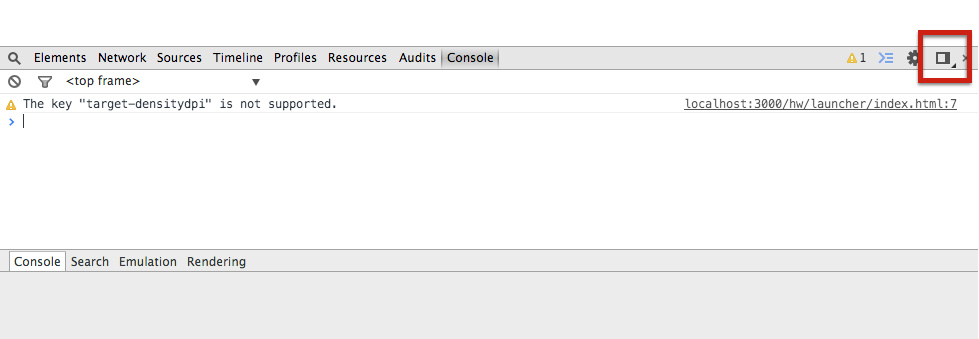 Elements Network Sources Timeline Profiles Resources Audits Console 1
<top frame>
The key "target-densitydpi" is not supported. localhost:3000/hw/launcher/index.html:7
Console Search Emulation Rendering